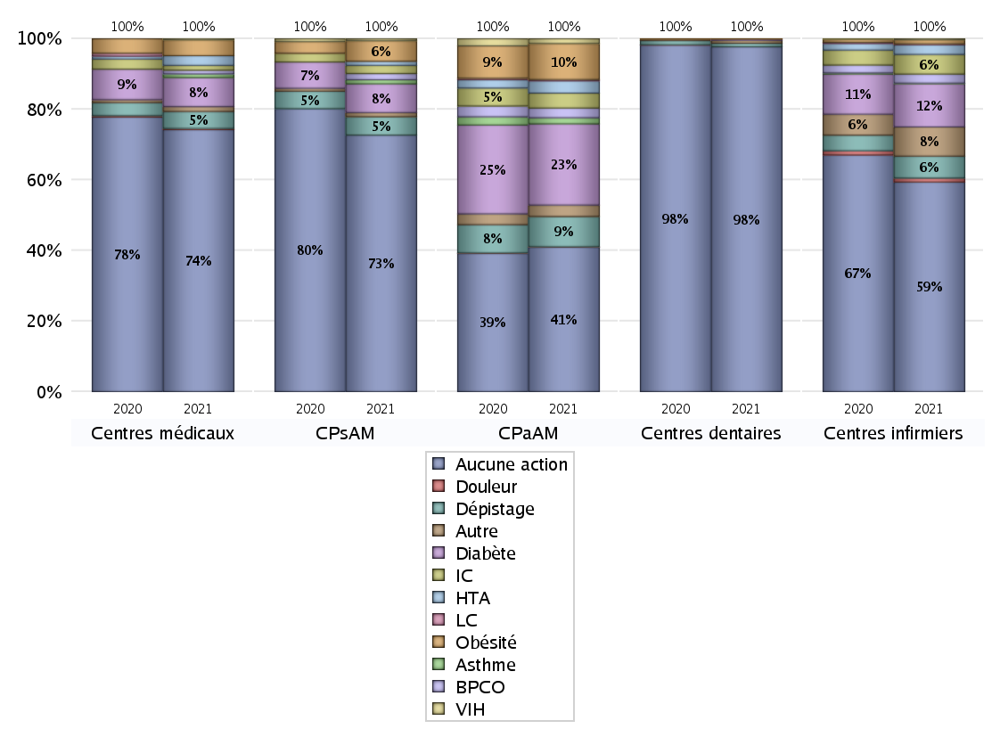 100% 100% 100% 100% 100% 100% 100% 100% 100% 100%
100%
80%
60%
40%
20%
0%
9% 8% 5% 78% 74%
7% 5% 80% 6% 8% 5% 73%
9% 5% 25% 8% 39% 10% 23% 9% 41%
98% 98%
11% 6% 67% 6% 12% 8% 6% 59%
2020 2021 2020 2021 2020 2021 2020 2021 2020 2021
Centres médicaux CPsAM CPaAM Centres dentaires Centres infirmiers
Aucune action
Douleur
Dépistage
Autre
Diabète
IC
HTA
LC
Obésité
Asthme
BPCO
VIH